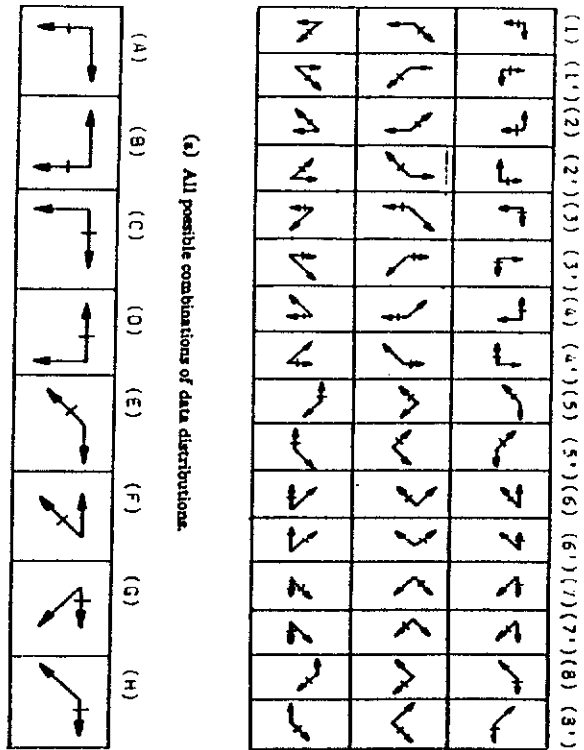 (1) (1') (2) (2') (3) (3') (4) (4') (5) (5') (6) (6') (7) (7') (8) (8')
(a) All possible combinations of data distributions.
(A) (B) (C) (D) (E) (F) (G) (H)